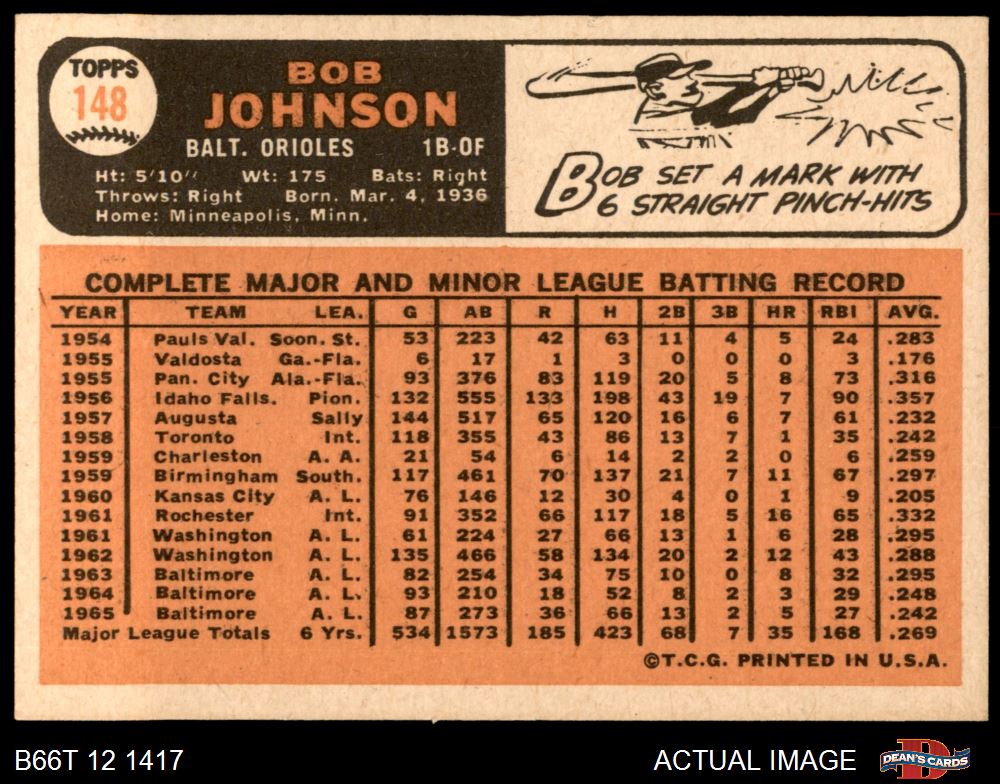 TOPPS
148
BOB
JOHNSON
BALT. ORIOLES 1B-OF
Ht: 5'10" Wt: 175 Bats: Right
Throws: Right Born. Mar. 4, 1936
Home: Minneapolis, Minn.
BOB SET A MARK WITH
6 STRAIGHT PINCH-HITS
COMPLETE MAJOR AND MINOR LEAGUE BATTING RECORD
YEAR TEAM LEA. G AB R H 2B 3B HR RBI AVG.
1954 Pauls Val. Soon. St. 53 223 42 63 11 4 5 24 .283
1955 Valdosta Ga.-Fla. 6 17 1 3 0 0 0 3 .176
1955 Pan. City Ala.-Fla. 93 376 83 119 20 5 8 73 .316
1956 Idaho Falls. Pion. 132 555 133 198 43 19 7 90 .357
1957 Augusta Sally 144 517 65 120 16 6 7 61 .232
1958 Toronto Int. 118 355 43 86 13 7 1 35 .242
1959 Charleston A. A. 21 54 6 14 2 2 0 6 .259
1959 Birmingham South. 117 461 70 137 21 7 11 67 .297
1960 Kansas City A. L. 76 146 12 30 4 0 1 9 .205
1961 Rochester Int. 91 352 66 117 18 5 16 65 .332
1961 Washington A. L. 61 224 27 66 13 1 6 28 .295
1962 Washington A. L. 135 466 58 134 20 2 12 43 .288
1963 Baltimore A. L. 82 254 34 75 10 0 8 32 .295
1964 Baltimore A. L. 93 210 18 52 8 2 3 29 .248
1965 Baltimore A. L. 87 273 36 66 13 2 5 27 .242
Major League Totals 6 Yrs. 534 1573 185 423 68 7 35 168 .269
©T.C.G. PRINTED IN U.S.A.
B66T 12 1417 ACTUAL IMAGE DEAN'S CARDS